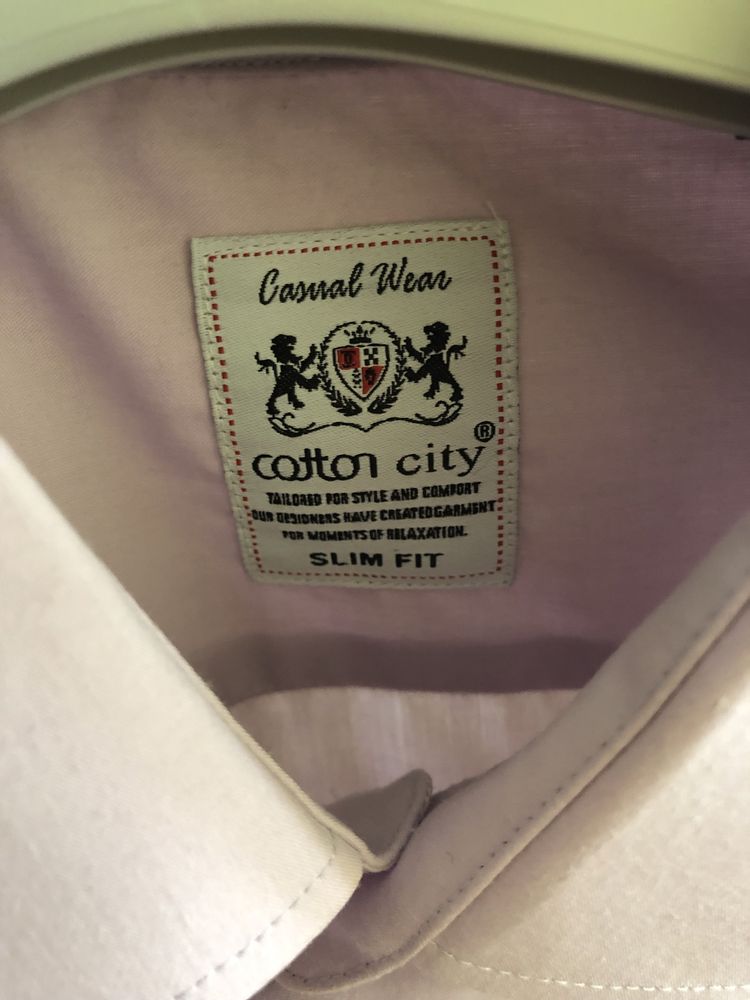 Casual Wear
cotton city ®
TAILORED FOR STYLE AND COMFORT
OUR DESIGNERS HAVE CREATED GARMENT
FOR MOMENTS OF RELAXATION.
SLIM FIT